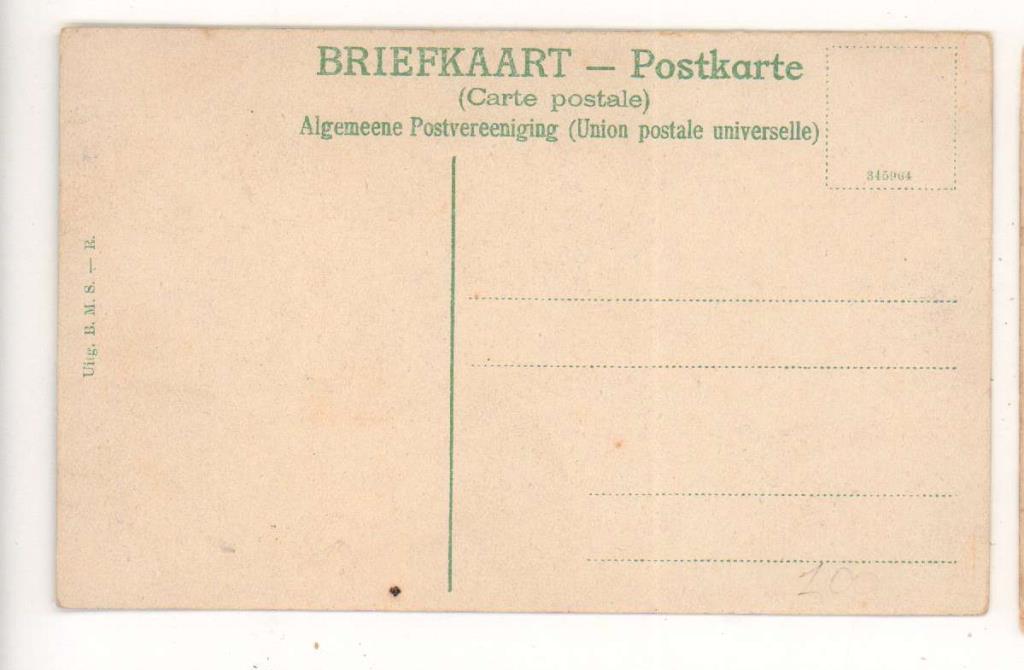 BRIEFKAART — Postkarte
(Carte postale)
Algemeene Postvereeniging (Union postale universelle)
345964
Uitg. B. M. S. — R.
10